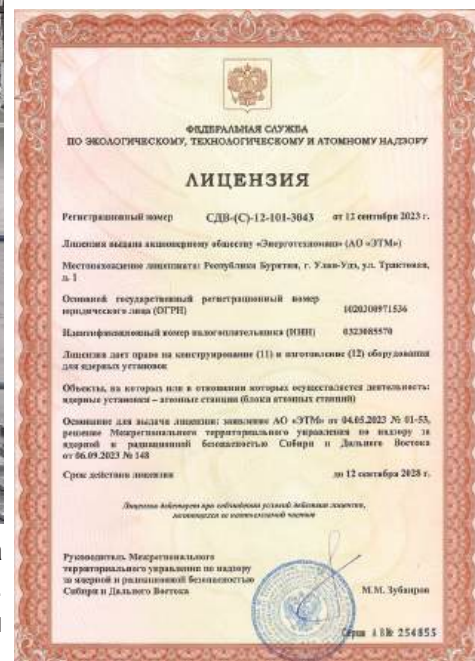 ФЕДЕРАЛЬНАЯ СЛУЖБА
ПО ЭКОЛОГИЧЕСКОМУ, ТЕХНОЛОГИЧЕСКОМУ И АТОМНОМУ НАДЗОРУ
ЛИЦЕНЗИЯ
Регистрационный номер СДВ-(С)-12-101-3043 от 12 сентября 2023 г.
Лицензия выдана акционерному обществу «Энерготехномаш» (АО «ЭТМ»)
Местонахождение лицензиата: Республика Бурятия, г. Улан-Удэ, ул. Трактовая,
д. 1
Основной государственный регистрационный номер
юридического лица (ОГРН) 1020300971536
Идентификационный номер налогоплательщика (ИНН) 0323085570
Лицензия дает право на конструирование (11) и изготовление (12) оборудования
для ядерных установок
Объекты, на которых или в отношении которых осуществляется деятельность:
ядерные установки – атомные станции (блоки атомных станций)
Основание для выдачи лицензии: заявление АО «ЭТМ» от 04.05.2023 № 01-53,
решение Межрегионального территориального управления по надзору за
ядерной и радиационной безопасностью Сибири и Дальнего Востока
от 06.09.2023 № 148
Срок действия лицензии до 12 сентября 2028 г.
Лицензия действует при соблюдении условий действия лицензии,
являющихся ее неотъемлемой частью
Руководитель Межрегионального
территориального управления по надзору
за ядерной и радиационной безопасностью
Сибири и Дальнего Востока М.М. Зубаиров
Серия А В № 254855